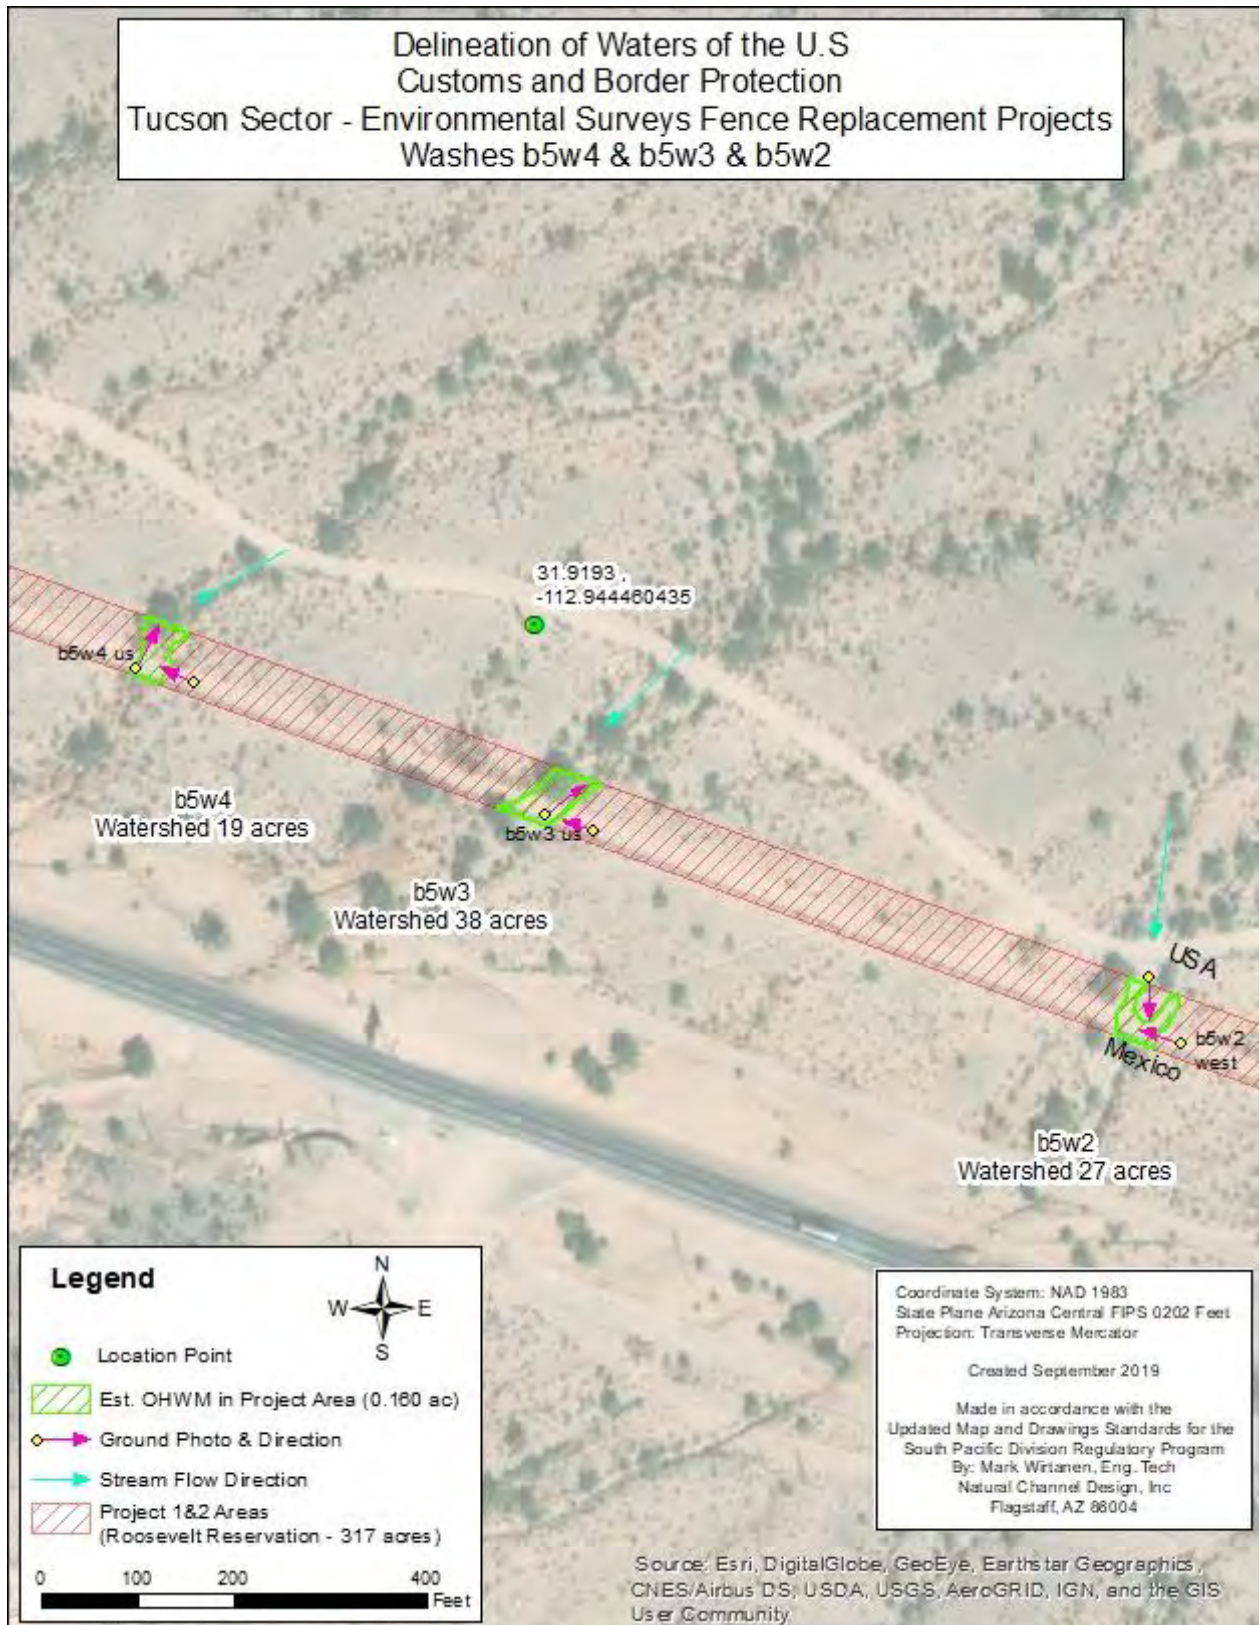 Delineation of Waters of the U.S
Customs and Border Protection
Tucson Sector - Environmental Surveys Fence Replacement Projects
Washes b5w4 & b5w3 & b5w2
31.9193 ,
-112.944460435
b5w4 us
b5w4
Watershed 19 acres
b5w3 us
b5w3
Watershed 38 acres
USA
Mexico
b5w2
west
b5w2
Watershed 27 acres
Legend
N
W
E
S
Location Point
Est. OHWM in Project Area (0.160 ac)
Ground Photo & Direction
Stream Flow Direction
Project 1&2 Areas
(Roosevelt Reservation - 317 acres)
0 100 200 400
Feet
Coordinate System: NAD 1983
State Plane Arizona Central FIPS 0202 Feet
Projection: Transverse Mercator
Created September 2019
Made in accordance with the
Updated Map and Drawings Standards for the
South Pacific Division Regulatory Program
By: Mark Wirtanen, Eng. Tech
Natural Channel Design, Inc
Flagstaff, AZ 86004
Source: Esri, DigitalGlobe, GeoEye, Earthstar Geographics,
CNES/Airbus DS, USDA, USGS, AeroGRID, IGN, and the GIS
User Community